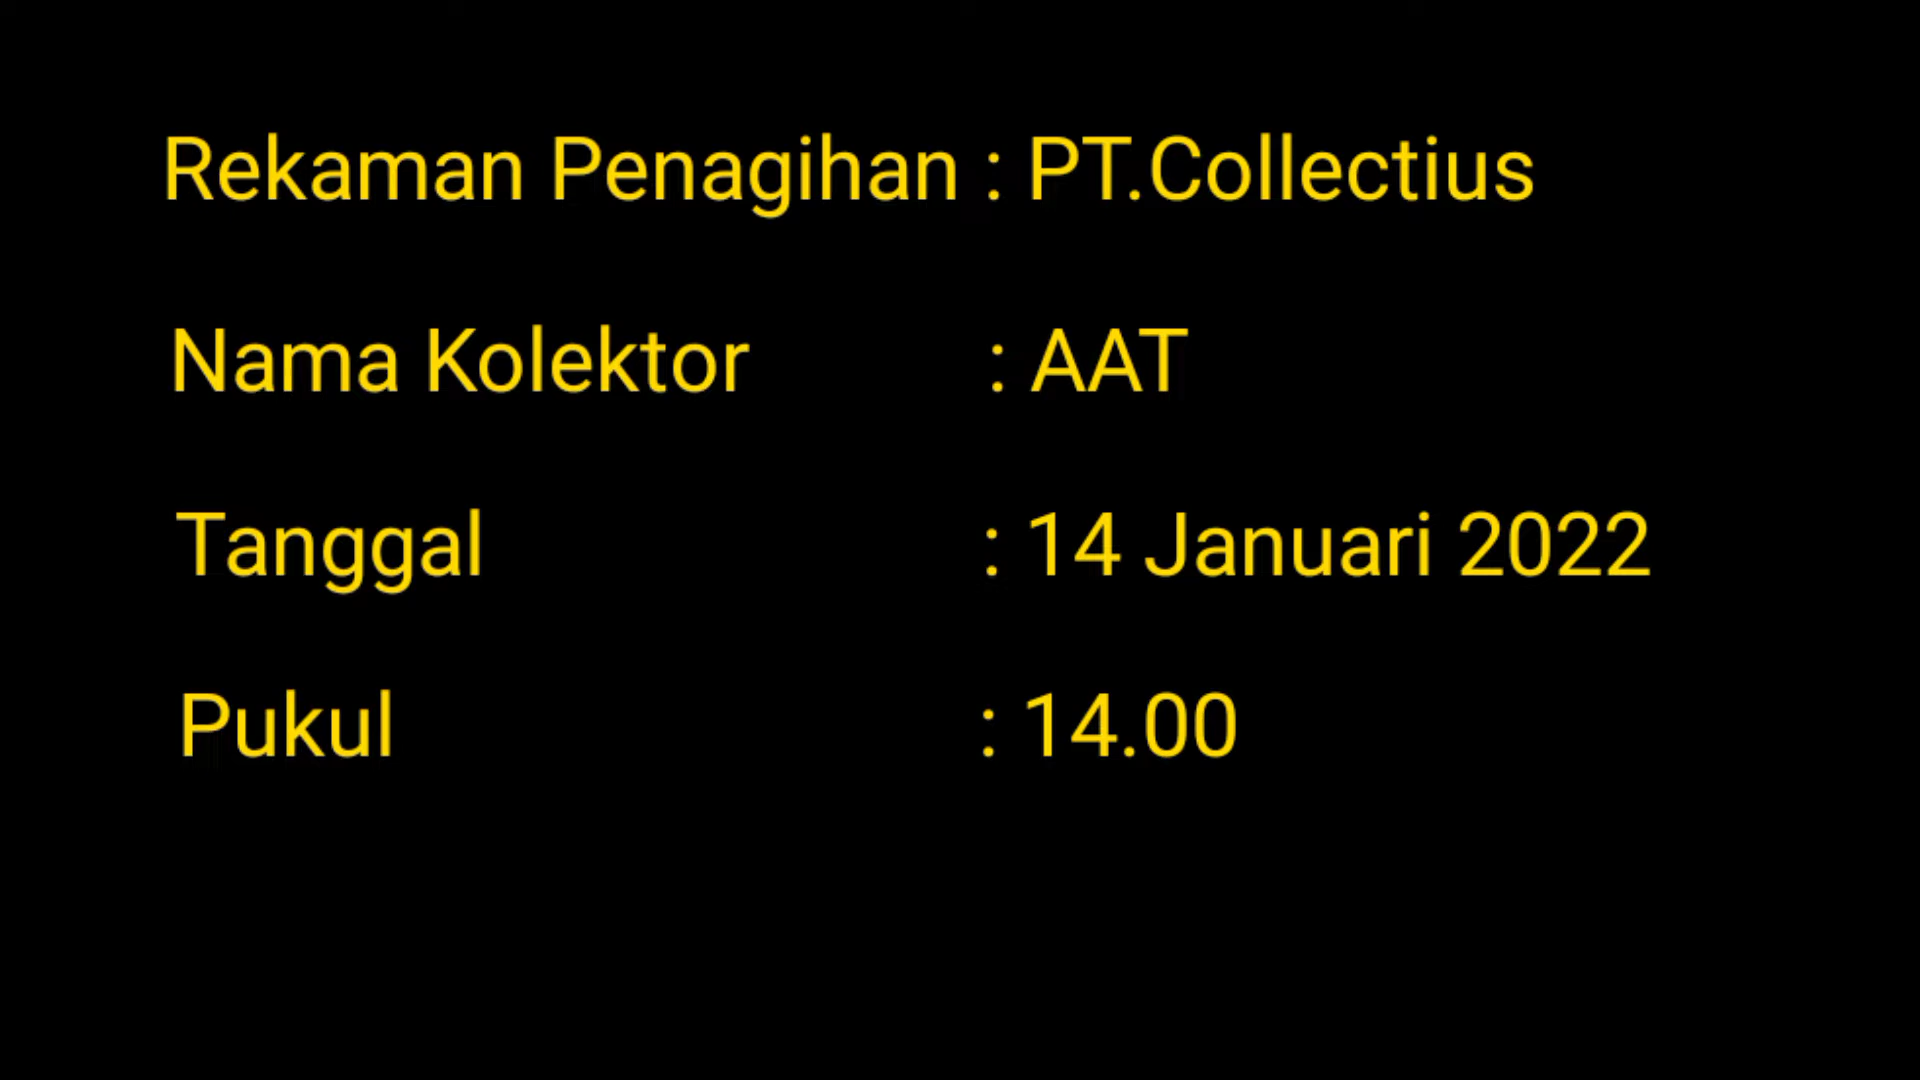 Rekaman Penagihan : PT.Collectius
Nama Kolektor : AAT
Tanggal : 14 Januari 2022
Pukul : 14.00